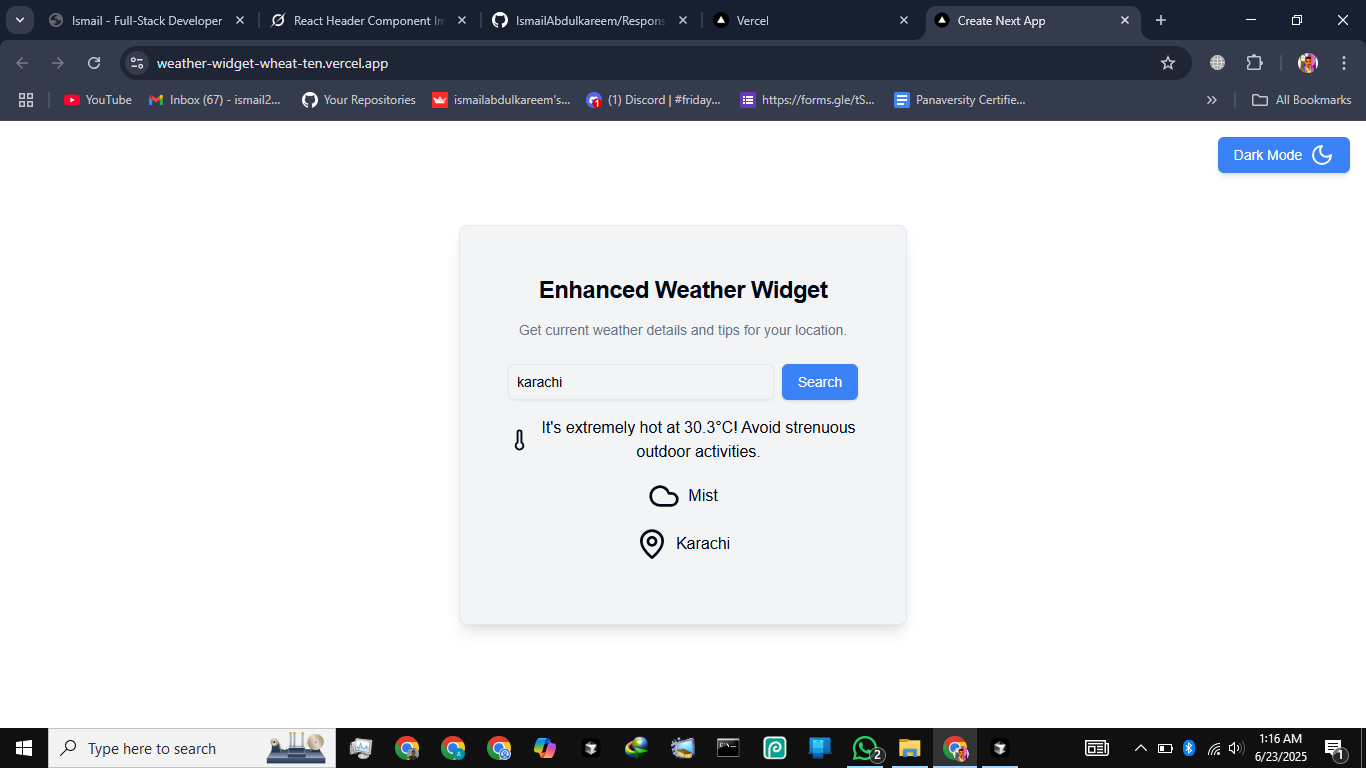 Ismail - Full-Stack Developer
React Header Component In
IsmailAbdulkareem/Respons
Vercel
Create Next App
weather-widget-wheat-ten.vercel.app
YouTube
Inbox (67) - ismail2...
Your Repositories
ismailabdulkareem's...
(1) Discord | #friday...
https://forms.gle/tS...
Panaversity Certifie...
All Bookmarks
Dark Mode
Enhanced Weather Widget
Get current weather details and tips for your location.
karachi
Search
It's extremely hot at 30.3°C! Avoid strenuous
outdoor activities.
Mist
Karachi
Type here to search
2
1:16 AM
6/23/2025
1